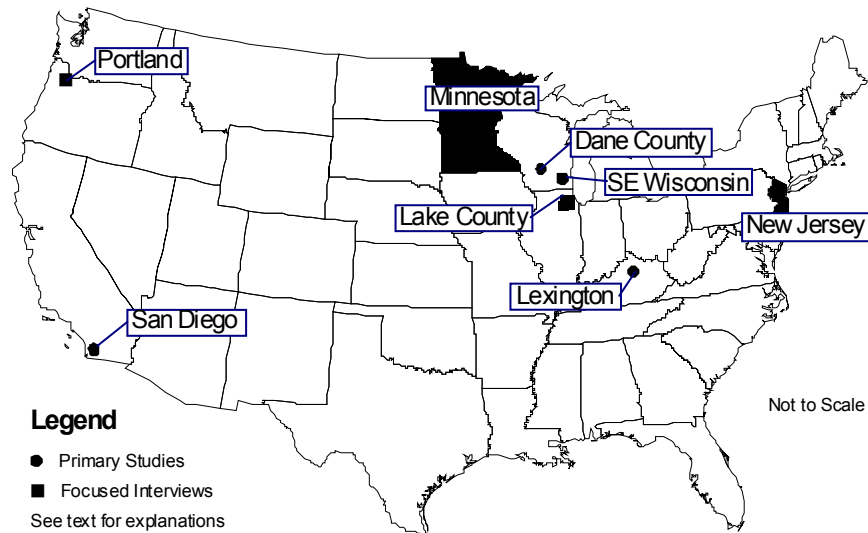 Portland
Minnesota
Dane County
SE Wisconsin
Lake County
New Jersey
Lexington
San Diego
Not to Scale
Legend
Primary Studies
Focused Interviews
See text for explanations